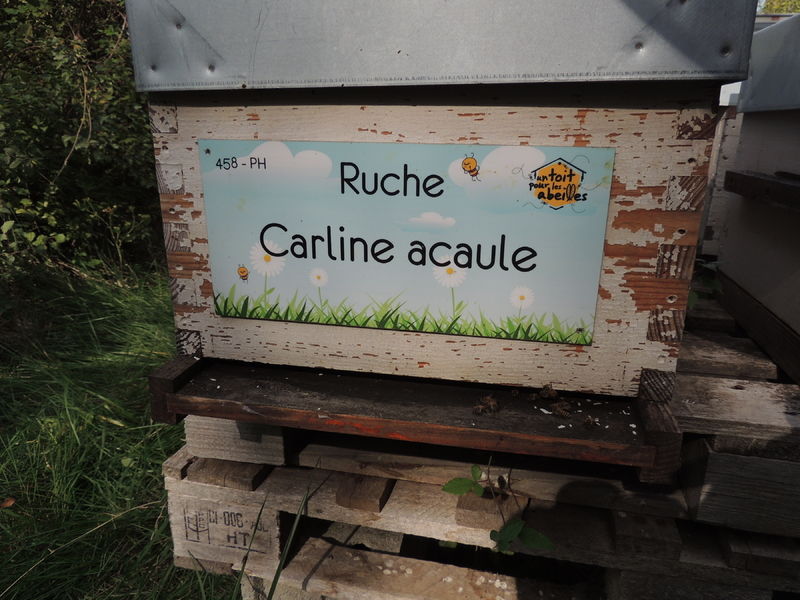 458 - PH
Ruche
un toit
pour les
abeilles
Carline acaule
HT